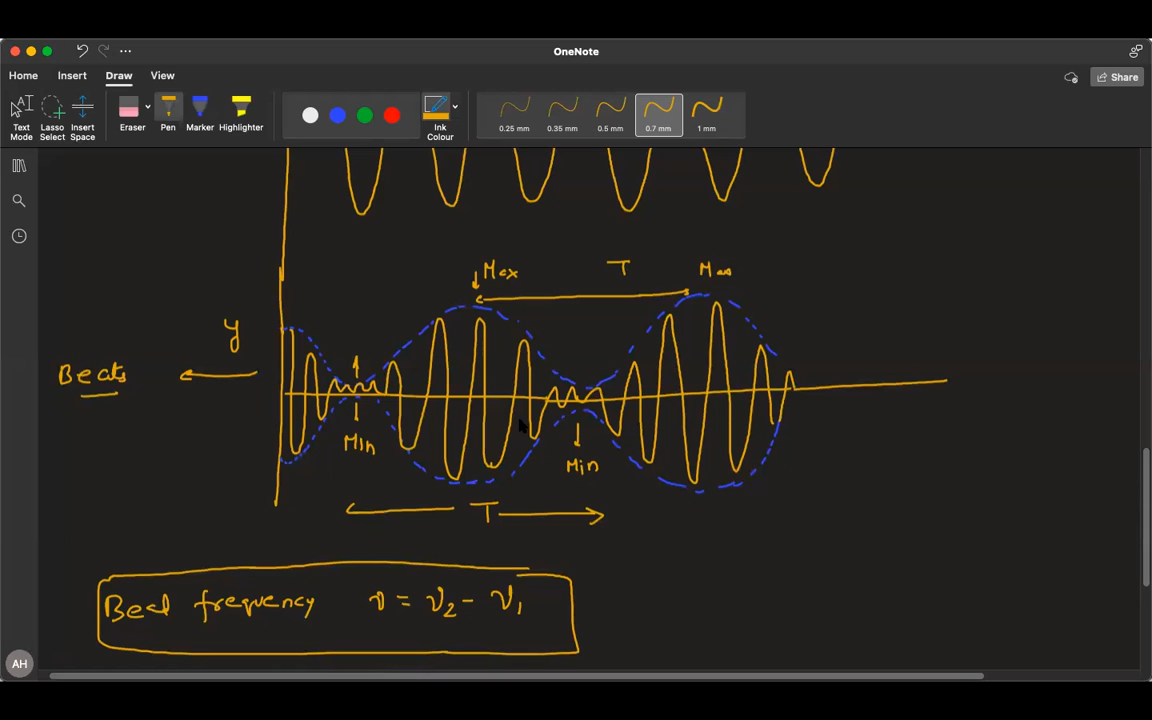 OneNote
Home Insert Draw View
Share
Text Mode Lasso Select Insert Space Eraser Pen Marker Highlighter Ink Colour 0.25 mm 0.35 mm 0.5 mm 0.7 mm 1 mm
Max T Max
y
Beats
Min
Min
T
Beat frequency ν = ν₂ - ν₁
AH